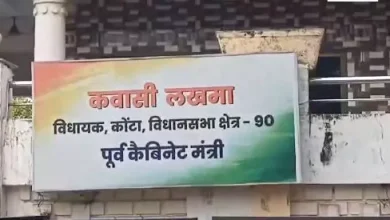 कवासी लखमा
विधायक, कोंटा, विधानसभा क्षेत्र - 90
पूर्व कैबिनेट मंत्री